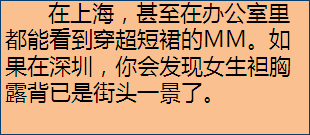 在上海，甚至在办公室里
都能看到穿超短裙的MM。如
果在深圳，你会发现女生袒胸
露背已是街头一景了。